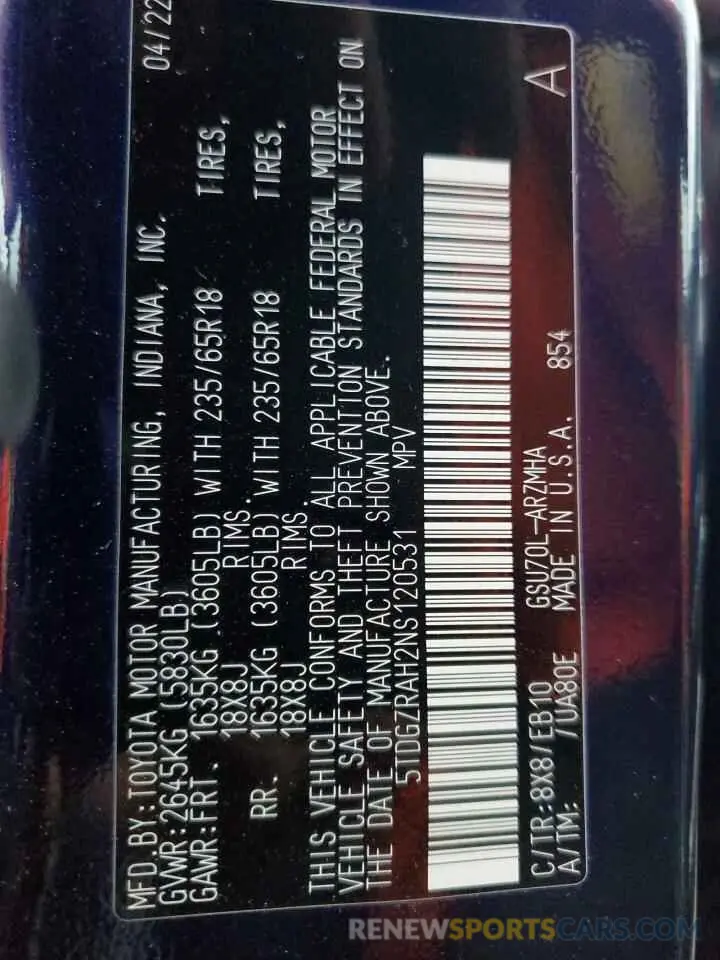 MFD.BY:TOYOTA MOTOR MANUFACTURING, INDIANA, INC. 04/22
GVWR:2645KG (5830LB)
GAWR:FRT. 1635KG (3605LB) WITH 235/65R18 TIRES,
18X8J RIMS.
RR. 1635KG (3605LB) WITH 235/65R18 TIRES,
18X8J RIMS.
THIS VEHICLE CONFORMS TO ALL APPLICABLE FEDERAL MOTOR
VEHICLE SAFETY AND THEFT PREVENTION STANDARDS IN EFFECT ON
THE DATE OF MANUFACTURE SHOWN ABOVE.
5TDGZRAH2NS120531 MPV
C/TR:8X8/EB10 GSU70L-ARZMHA A
A/TM: /UA80E MADE IN U.S.A. 854
RENEWSPORTSCARS.COM